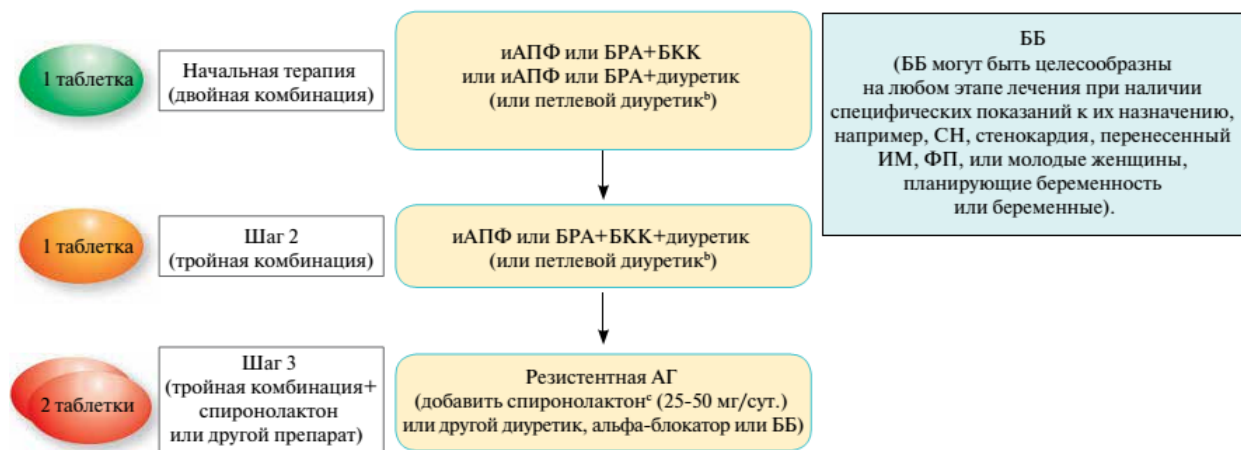 1 таблетка
Начальная терапия
(двойная комбинация)
иАПФ или БРА+БКК
или иАПФ или БРА+диуретик
(или петлевой диуретикᵇ)
ББ
(ББ могут быть целесообразны
на любом этапе лечения при наличии
специфических показаний к их назначению,
например, СН, стенокардия, перенесенный
ИМ, ФП, или молодые женщины,
планирующие беременность
или беременные).
1 таблетка
Шаг 2
(тройная комбинация)
иАПФ или БРА+БКК+диуретик
(или петлевой диуретикᵇ)
2 таблетки
Шаг 3
(тройная комбинация+
спиронолактон
или другой препарат)
Резистентная АГ
(добавить спиронолактонᶜ (25-50 мг/сут.)
или другой диуретик, альфа-блокатор или ББ)